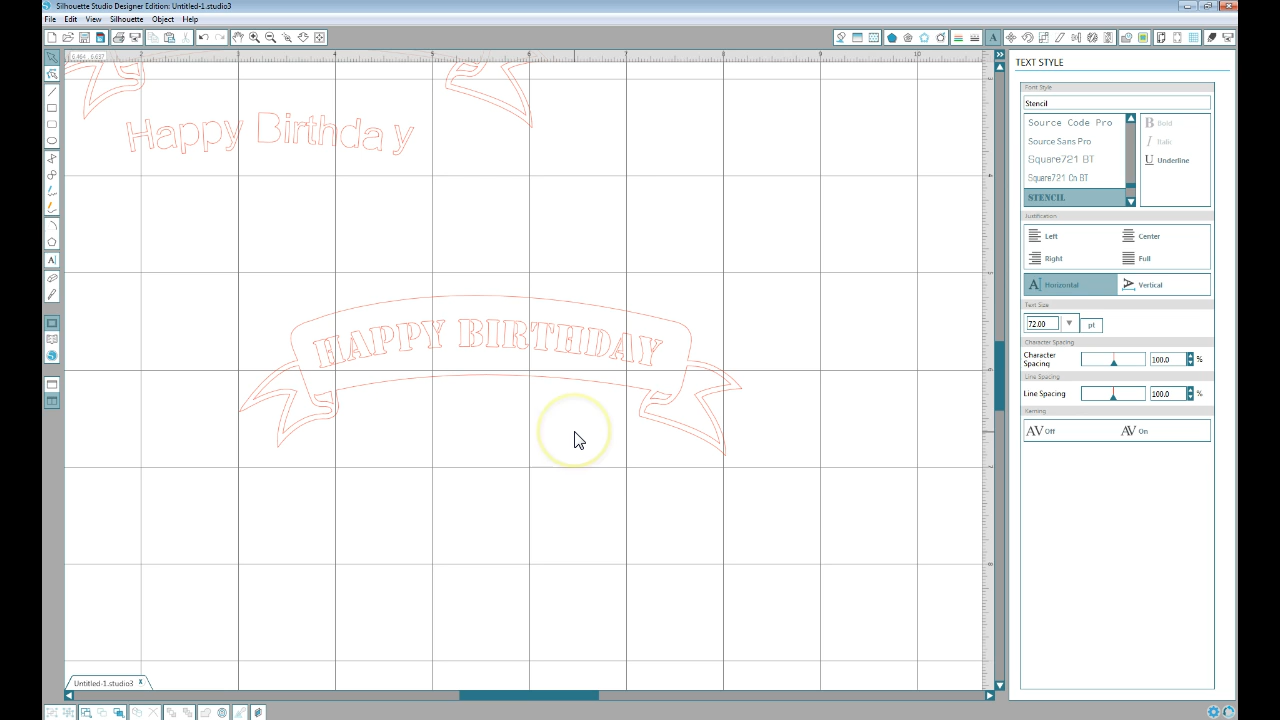 Silhouette Studio Designer Edition: Untitled-1.studio3
File Edit View Silhouette Object Help
TEXT STYLE
Font Style
Stencil
Source Code Pro
Source Sans Pro
Square721 BT
Square721 Cn BT
STENCIL
Bold
Italic
Underline
Justification
Left
Center
Right
Full
Horizontal
Vertical
Text Size
72.00
pt
Character Spacing
Character
Spacing
100.0 %
Line Spacing
Line Spacing
100.0 %
Kerning
AV Off
AV On
Happy Birthda y
HAPPY BIRTHDAY
Untitled-1.studio3